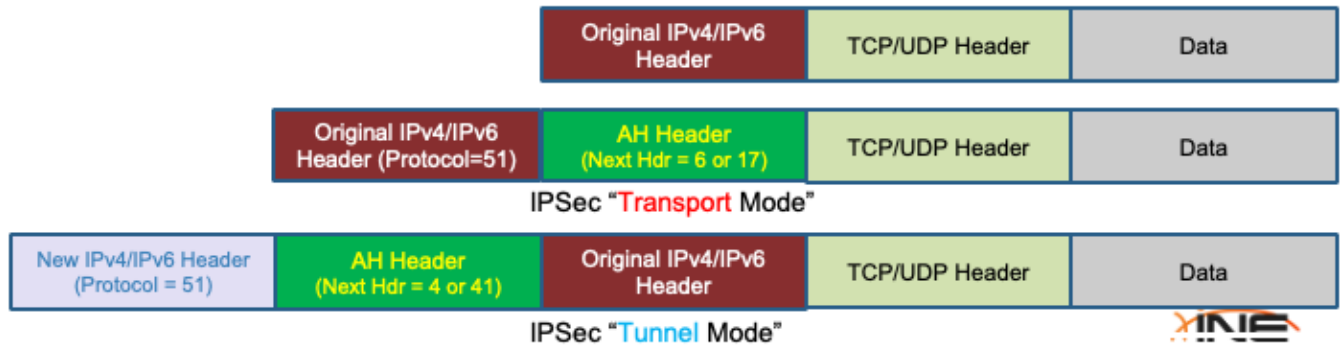 Original IPv4/IPv6
Header
TCP/UDP Header
Data
Original IPv4/IPv6
Header (Protocol=51)
AH Header
(Next Hdr = 6 or 17)
TCP/UDP Header
Data
IPSec “Transport Mode”
New IPv4/IPv6 Header
(Protocol = 51)
AH Header
(Next Hdr = 4 or 41)
Original IPv4/IPv6
Header
TCP/UDP Header
Data
IPSec “Tunnel Mode”
INE